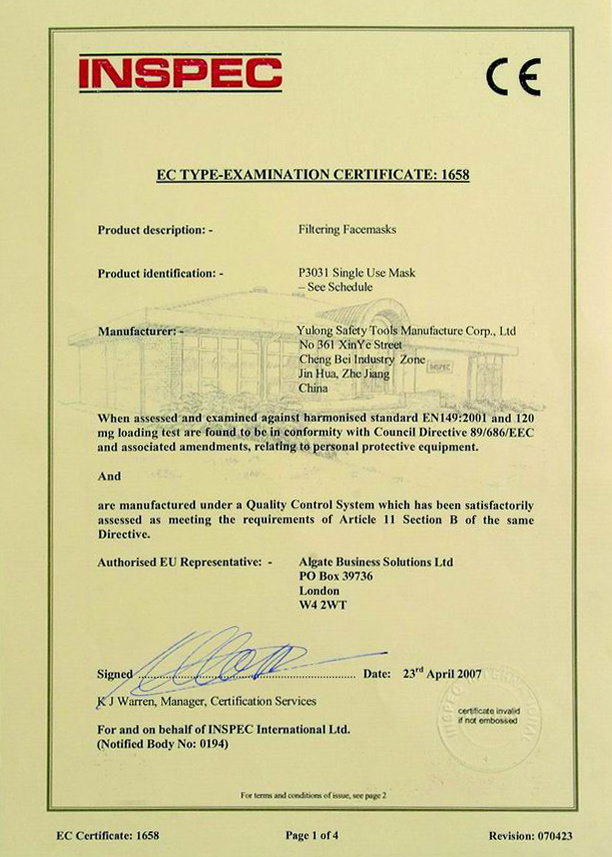 INSPEC
CE
EC TYPE-EXAMINATION CERTIFICATE: 1658
Product description: - Filtering Facemasks
Product identification: - P3031 Single Use Mask
– See Schedule
INSPEC
Manufacturer: - Yulong Safety Tools Manufacture Corp., Ltd
No 361 XinYe Street
Cheng Bei Industry Zone
Jin Hua, Zhe Jiang
China
When assessed and examined against harmonised standard EN149:2001 and 120
mg loading test are found to be in conformity with Council Directive 89/686/EEC
and associated amendments, relating to personal protective equipment.
And
are manufactured under a Quality Control System which has been satisfactorily
assessed as meeting the requirements of Article 11 Section B of the same
Directive.
Authorised EU Representative: - Algate Business Solutions Ltd
PO Box 39736
London
W4 2WT
Signed ........................................................ Date: 23rd April 2007
K J Warren, Manager, Certification Services
certificate invalid
if not embossed
For and on behalf of INSPEC International Ltd.
(Notified Body No: 0194)
For terms and conditions of issue, see page 2
EC Certificate: 1658 Page 1 of 4 Revision: 070423